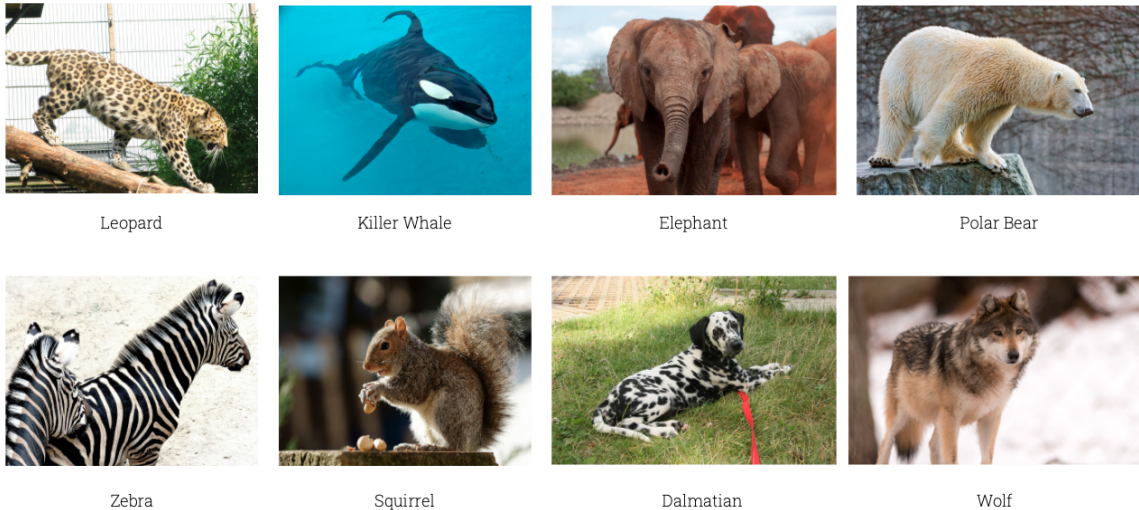 Leopard
Killer Whale
Elephant
Polar Bear
Zebra
Squirrel
Dalmatian
Wolf